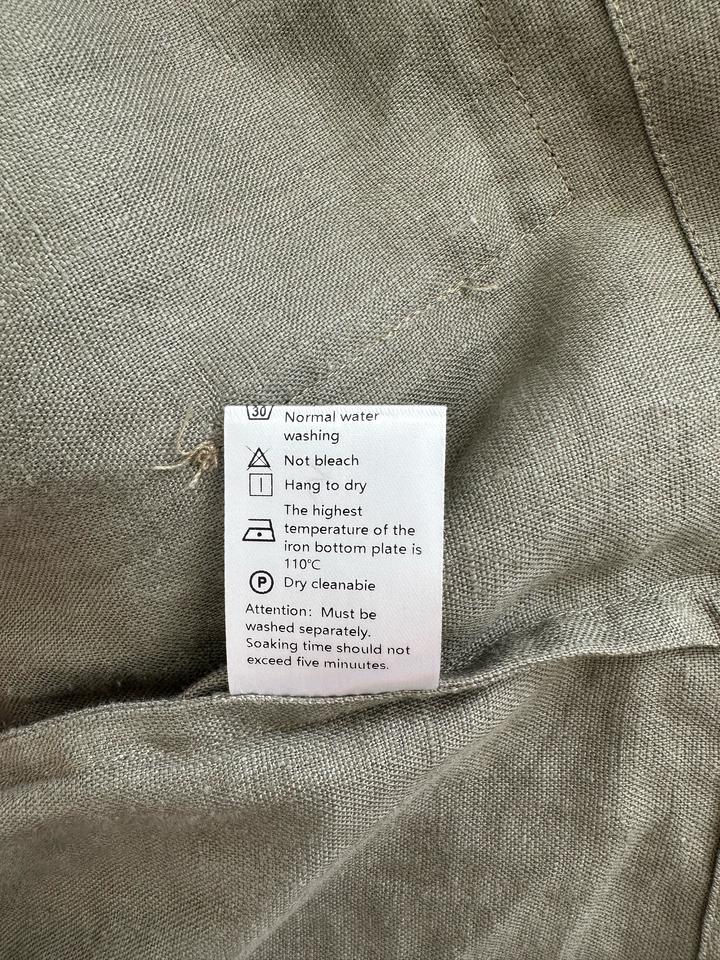 30
Normal water
washing
Not bleach
Hang to dry
The highest
temperature of the
iron bottom plate is
110℃
P
Dry cleanable
Attention: Must be
washed separately.
Soaking time should not
exceed five minuutes.